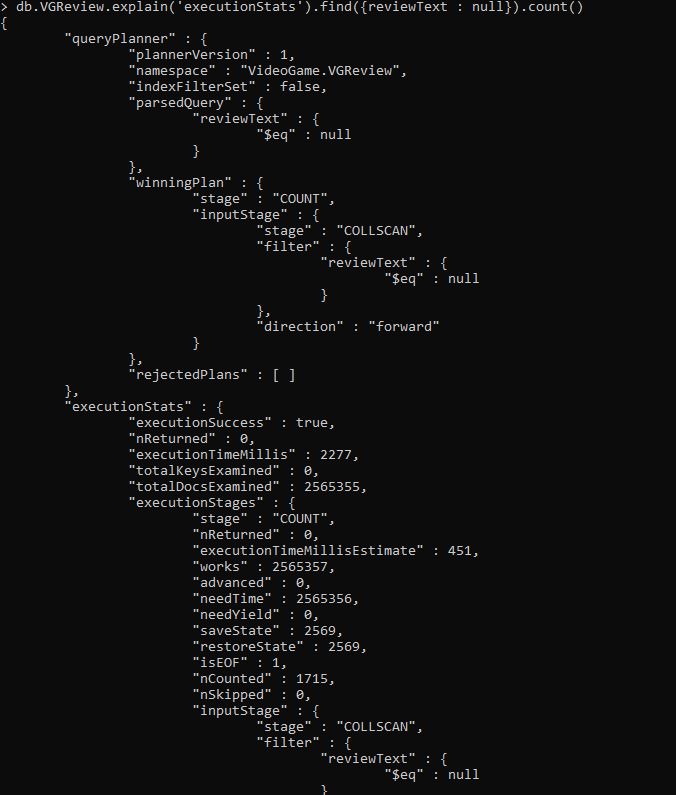 > db.VGReview.explain('executionStats').find({reviewText : null}).count()
{
"queryPlanner" : {
"plannerVersion" : 1,
"namespace" : "VideoGame.VGReview",
"indexFilterSet" : false,
"parsedQuery" : {
"reviewText" : {
"$eq" : null
}
},
"winningPlan" : {
"stage" : "COUNT",
"inputStage" : {
"stage" : "COLLSCAN",
"filter" : {
"reviewText" : {
"$eq" : null
}
},
"direction" : "forward"
}
},
"rejectedPlans" : [ ]
},
"executionStats" : {
"executionSuccess" : true,
"nReturned" : 0,
"executionTimeMillis" : 2277,
"totalKeysExamined" : 0,
"totalDocsExamined" : 2565355,
"executionStages" : {
"stage" : "COUNT",
"nReturned" : 0,
"executionTimeMillisEstimate" : 451,
"works" : 2565357,
"advanced" : 0,
"needTime" : 2565356,
"needYield" : 0,
"saveState" : 2569,
"restoreState" : 2569,
"isEOF" : 1,
"nCounted" : 1715,
"nSkipped" : 0,
"inputStage" : {
"stage" : "COLLSCAN",
"filter" : {
"reviewText" : {
"$eq" : null
}